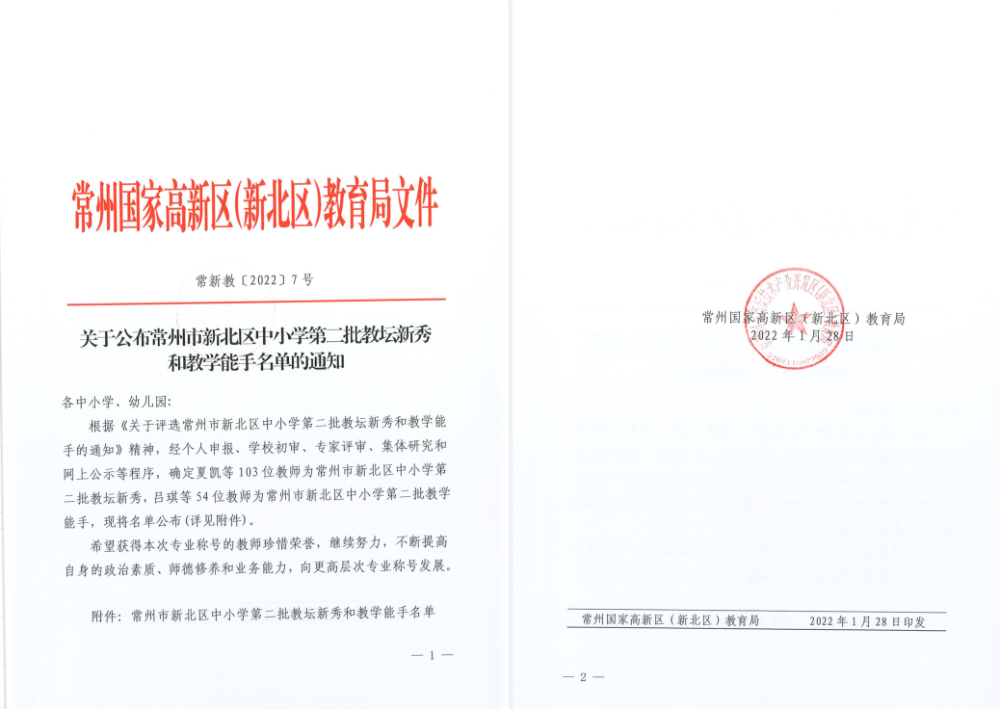 常州国家高新区(新北区)教育局文件
常新教〔2022〕7号
关于公布常州市新北区中小学第二批教坛新秀
和教学能手名单的通知
各中小学、幼儿园:
根据《关于评选常州市新北区中小学第二批教坛新秀和教学能
手的通知》精神，经个人申报、学校初审、专家评审、集体研究和
网上公示等程序，确定夏凯等103位教师为常州市新北区中小学第
二批教坛新秀，吕琪等54位教师为常州市新北区中小学第二批教学
能手，现将名单公布(详见附件)。
希望获得本次专业称号的教师珍惜荣誉，继续努力，不断提高
自身的政治素质、师德修养和业务能力，向更高层次专业称号发展。
附件: 常州市新北区中小学第二批教坛新秀和教学能手名单
— 1 —
常州国家高新区（新北区）教育局
2022年1月28日
常州国家高新区（新北区）教育局 2022年1月28日印发
— 2 —